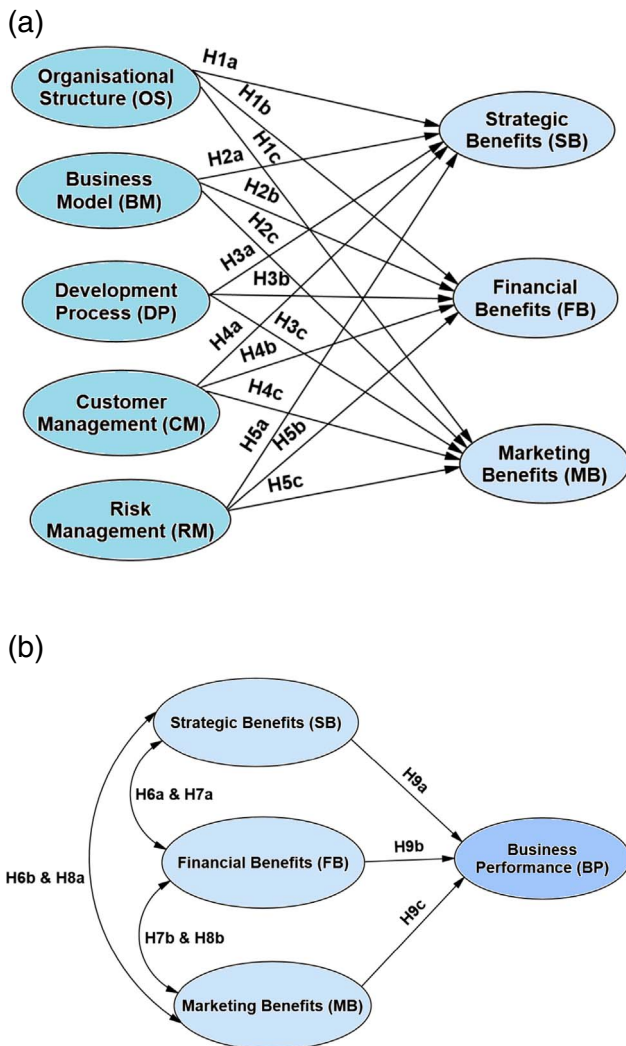 (a)
Organisational
Structure (OS)
Business
Model (BM)
Development
Process (DP)
Customer
Management (CM)
Risk
Management (RM)
H1a
H1b
H1c
H2a
H2b
H2c
H3a
H3b
H3c
H4a
H4b
H4c
H5a
H5b
H5c
Strategic
Benefits (SB)
Financial
Benefits (FB)
Marketing
Benefits (MB)
(b)
Strategic Benefits (SB)
H6a & H7a
Financial Benefits (FB)
H6b & H8a
H7b & H8b
Marketing Benefits (MB)
H9a
H9b
H9c
Business
Performance (BP)